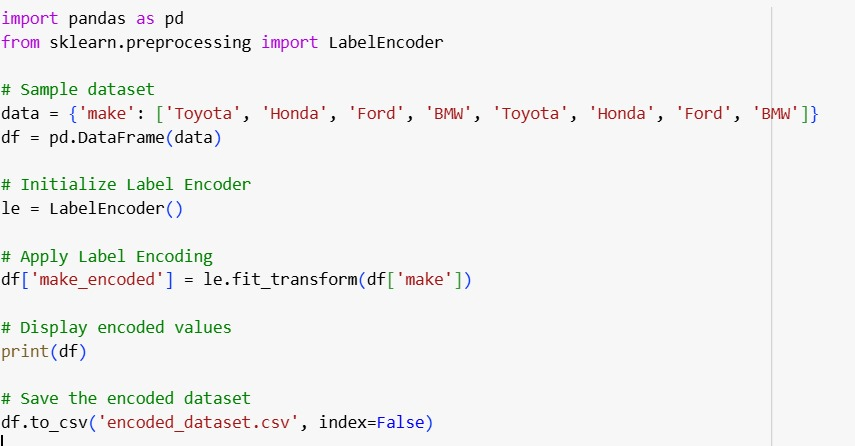 import pandas as pd
from sklearn.preprocessing import LabelEncoder
# Sample dataset
data = {'make': ['Toyota', 'Honda', 'Ford', 'BMW', 'Toyota', 'Honda', 'Ford', 'BMW']}
df = pd.DataFrame(data)
# Initialize Label Encoder
le = LabelEncoder()
# Apply Label Encoding
df['make_encoded'] = le.fit_transform(df['make'])
# Display encoded values
print(df)
# Save the encoded dataset
df.to_csv('encoded_dataset.csv', index=False)